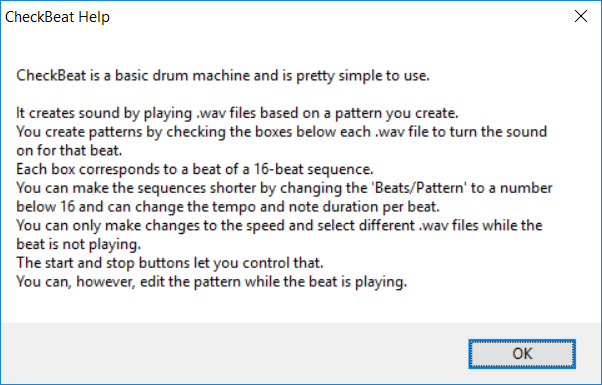 CheckBeat Help
CheckBeat is a basic drum machine and is pretty simple to use.
It creates sound by playing .wav files based on a pattern you create.
You create patterns by checking the boxes below each .wav file to turn the sound
on for that beat.
Each box corresponds to a beat of a 16-beat sequence.
You can make the sequences shorter by changing the 'Beats/Pattern' to a number
below 16 and can change the tempo and note duration per beat.
You can only make changes to the speed and select different .wav files while the
beat is not playing.
The start and stop buttons let you control that.
You can, however, edit the pattern while the beat is playing.
OK